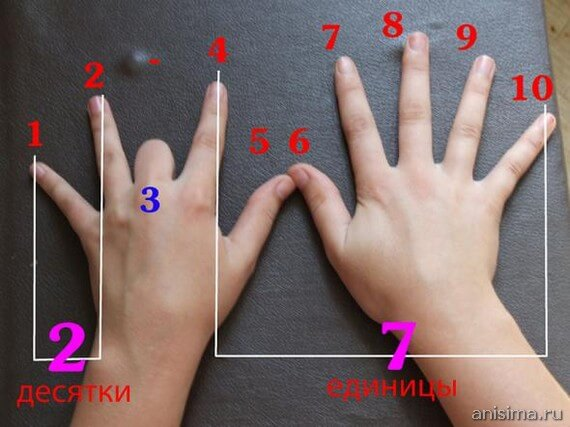 1 2 - 4 7 8 9 10
5 6
3
2 7
десятки единицы
anisima.ru